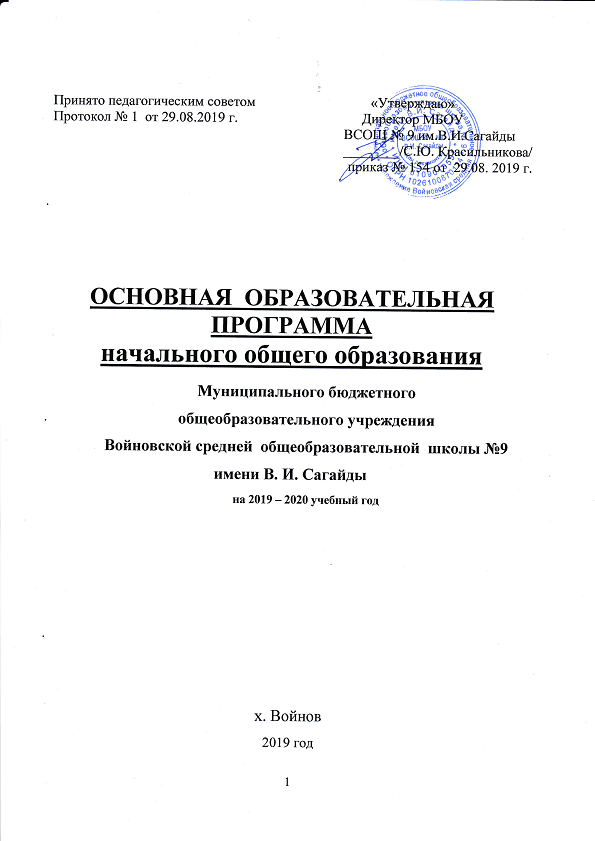 Принято педагогическим советом
Протокол № 1 от 29.08.2019 г.
«Утверждаю»
Директор МБОУ
ВСОШ № 9 им.В.И.Сагайды
/С.Ю. Красильникова/
приказ № 154 от 29.08. 2019 г.
ОСНОВНАЯ ОБРАЗОВАТЕЛЬНАЯ
ПРОГРАММА
начального общего образования
Муниципального бюджетного
общеобразовательного учреждения
Войновской средней общеобразовательной школы №9
имени В. И. Сагайды
на 2019 – 2020 учебный год
х. Войнов
2019 год
1